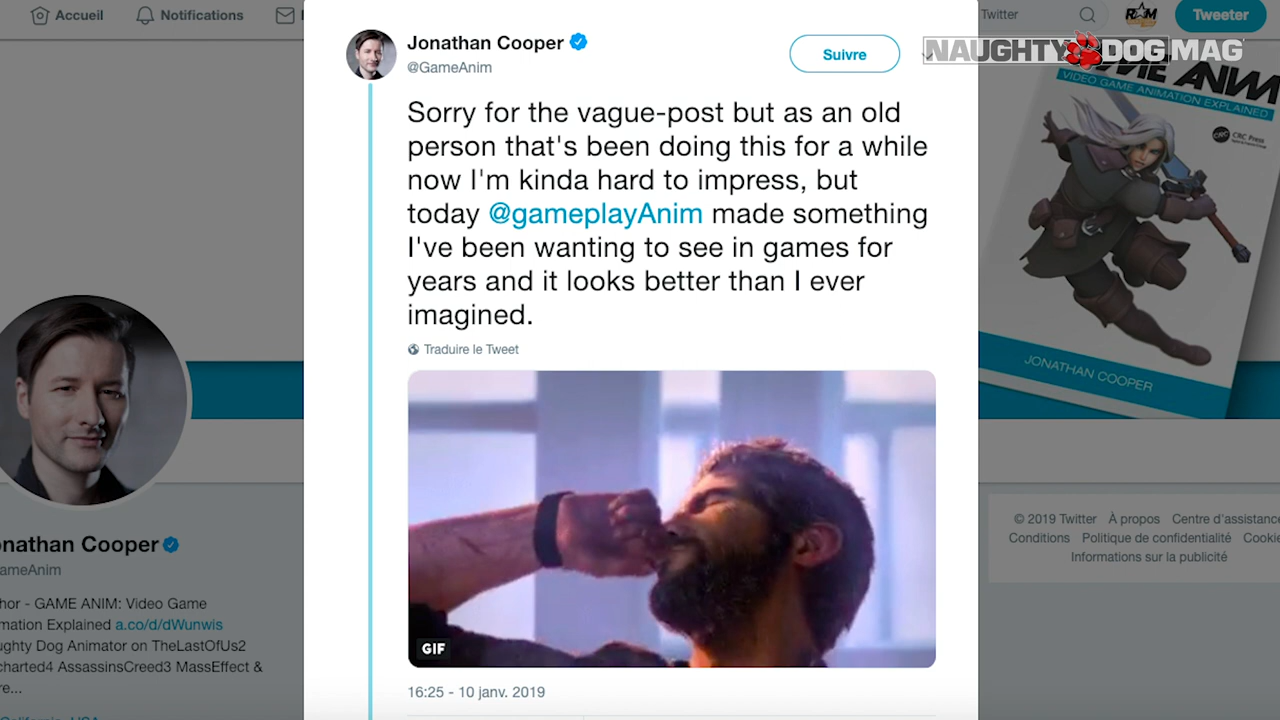 Accueil
Notifications
Twitter
Tweeter
NAUGHTY DOG MAG
Jonathan Cooper
@GameAnim
Suivre
Sorry for the vague-post but as an old
person that's been doing this for a while
now I'm kinda hard to impress, but
today @gameplayAnim made something
I've been wanting to see in games for
years and it looks better than I ever
imagined.
Traduire le Tweet
GIF
16:25 - 10 janv. 2019
GAME ANIM
VIDEO GAME ANIMATION EXPLAINED
CRC Press
JONATHAN COOPER
onathan Cooper
ameAnim
hor - GAME ANIM: Video Game
mation Explained a.co/d/dWunwis
ughty Dog Animator on TheLastOfUs2
charted4 AssassinsCreed3 MassEffect &
re...
© 2019 Twitter À propos Centre d'assistance
Conditions Politique de confidentialité Cookie
Informations sur la publicité